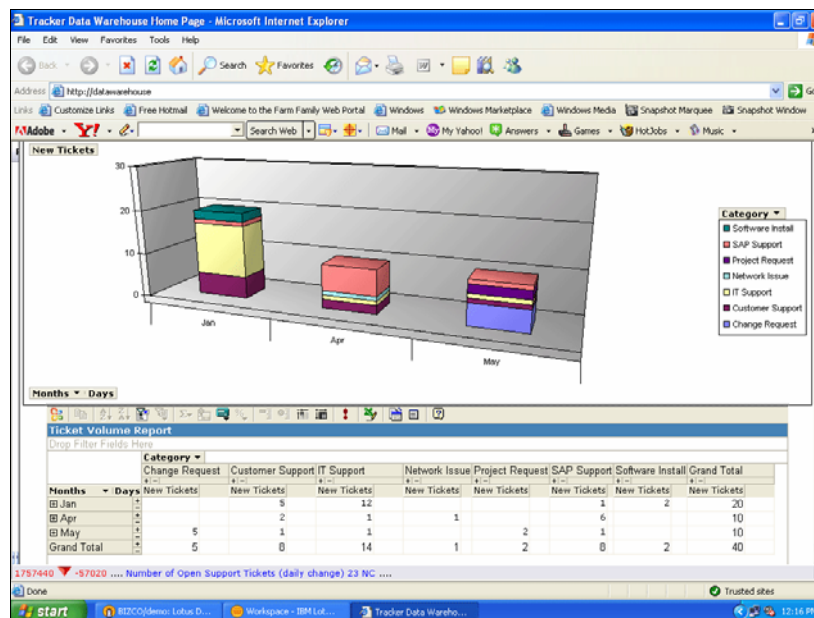 Tracker Data Warehouse Home Page - Microsoft Internet Explorer
File Edit View Favorites Tools Help
Back Search Favorites
Address http://datawarehouse Go
Links Customize Links Free Hotmail Welcome to the Farm Family Web Portal Windows Windows Marketplace Windows Media Snapshot Marquee Snapshot Window
Adobe Y! Search Web Mail My Yahoo! Answers Games HotJobs Music
New Tickets
30
20
10
0
Jan
Apr
May
Category
Software Install
SAP Support
Project Request
Network Issue
IT Support
Customer Support
Change Request
Months Days
Ticket Volume Report
Drop Filter Fields Here
Category
Change Request Customer Support IT Support Network Issue Project Request SAP Support Software Install Grand Total
Months Days New Tickets New Tickets New Tickets New Tickets New Tickets New Tickets New Tickets New Tickets
Jan 5 12 1 2 20
Apr 2 1 1 6 10
May 5 1 1 2 1 10
Grand Total 5 8 14 1 2 8 2 40
1757440 -57020 .... Number of Open Support Tickets (daily change) 23 NC ....
Done Trusted sites
start BIZCO/demo: Lotus D... Workspace - IBM Lot... Tracker Data Wareho... 12:16 PM